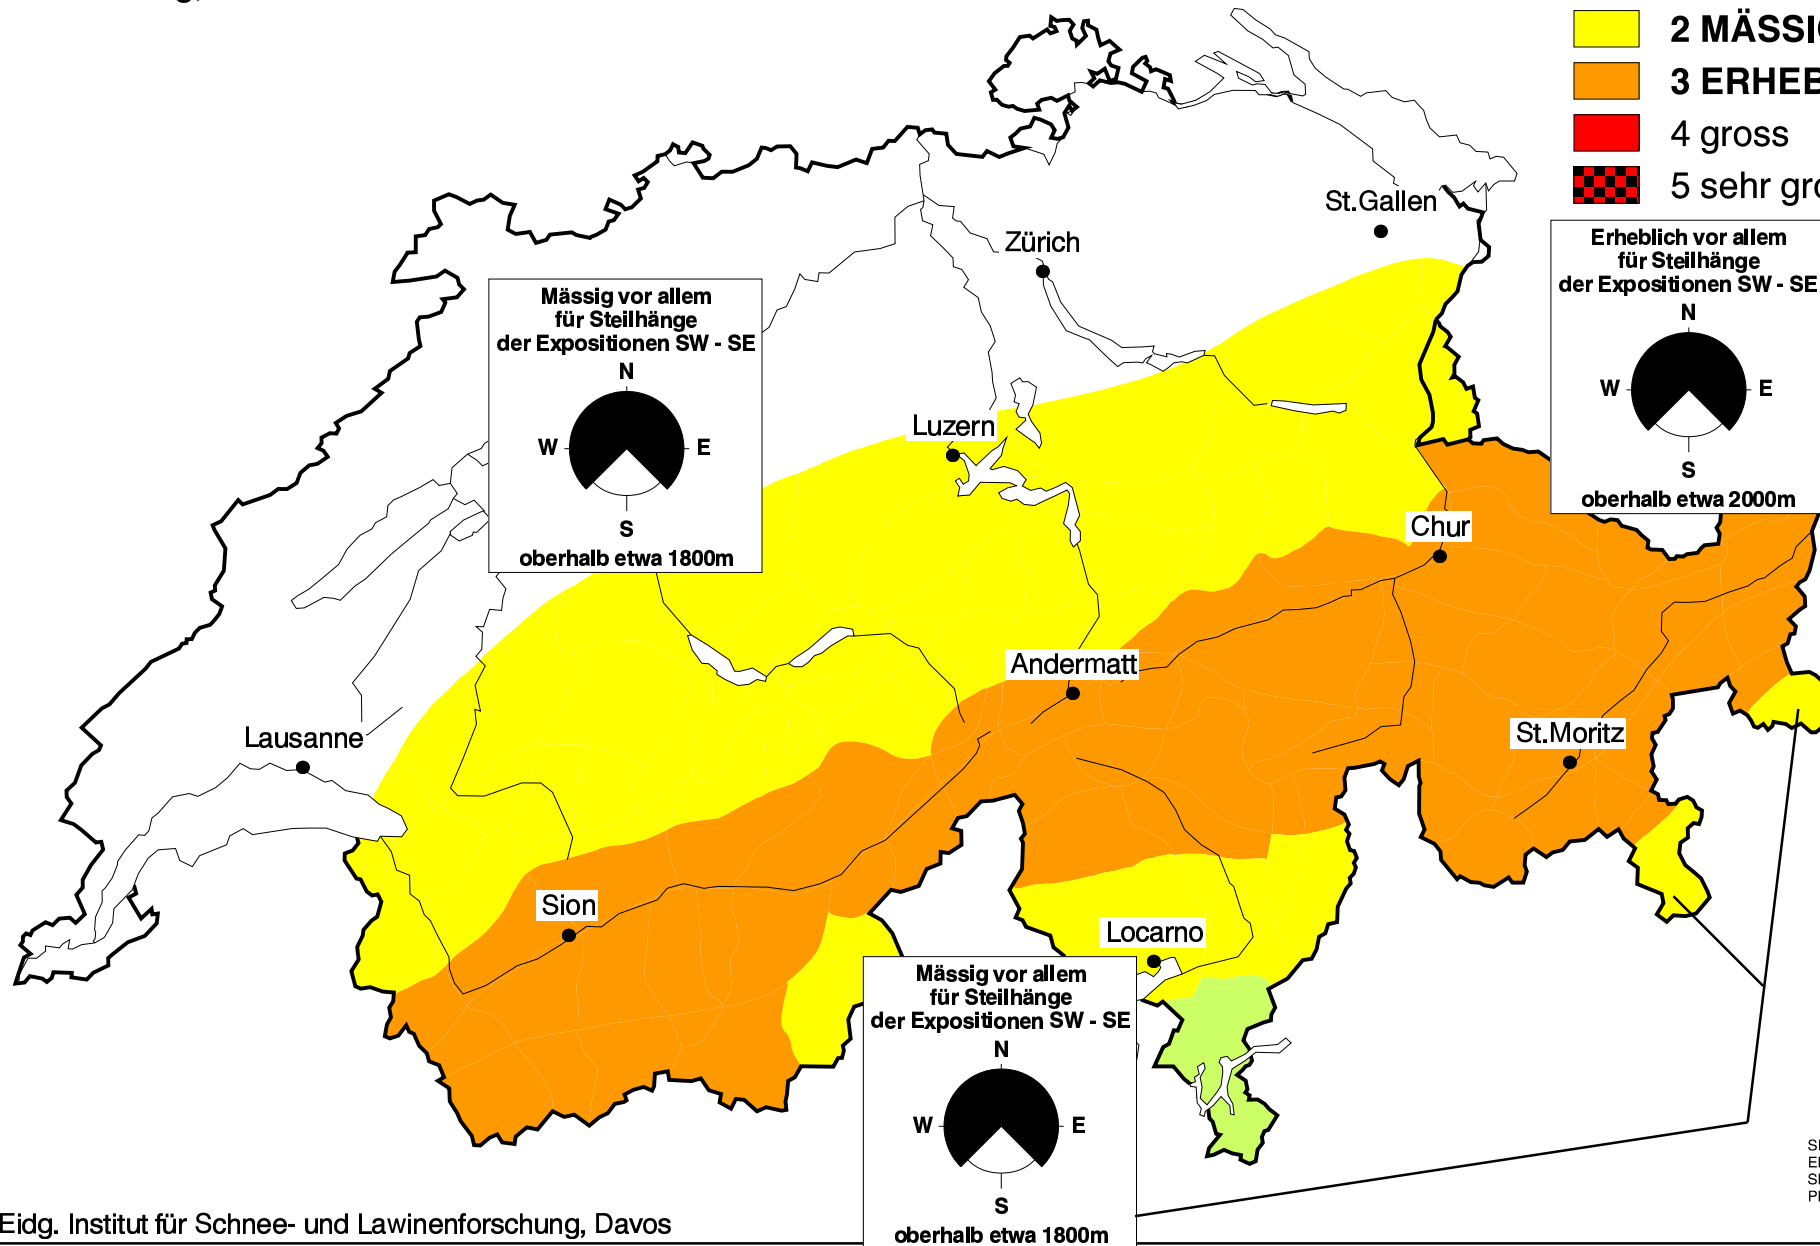 2 MÄSSIG
3 ERHEB
4 gross
5 sehr gro
St.Gallen
Zürich
Erheblich vor allem
für Steilhänge
der Expositionen SW - SE
N
W E
S
oberhalb etwa 2000m
Mässig vor allem
für Steilhänge
der Expositionen SW - SE
N
W E
S
oberhalb etwa 1800m
Luzern
Chur
Andermatt
Lausanne
St.Moritz
Sion
Locarno
Mässig vor allem
für Steilhänge
der Expositionen SW - SE
N
W E
S
oberhalb etwa 1800m
Eidg. Institut für Schnee- und Lawinenforschung, Davos